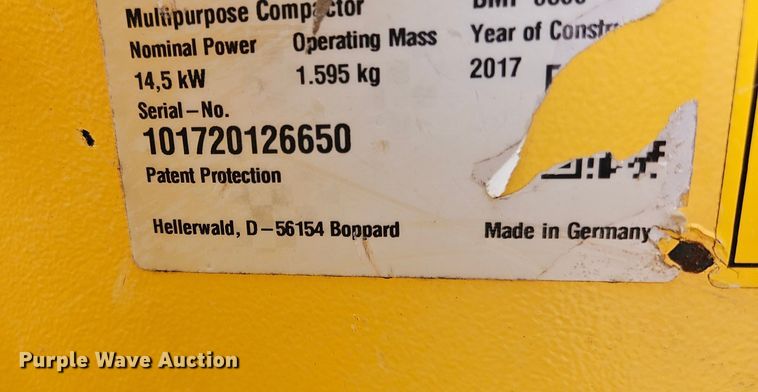 Multipurpose Compactor
Nominal Power Operating Mass Year of Constr
14,5 kW 1.595 kg 2017
Serial-No.
101720126650
Patent Protection
Hellerwald, D-56154 Boppard Made in Germany
Purple Wave Auction